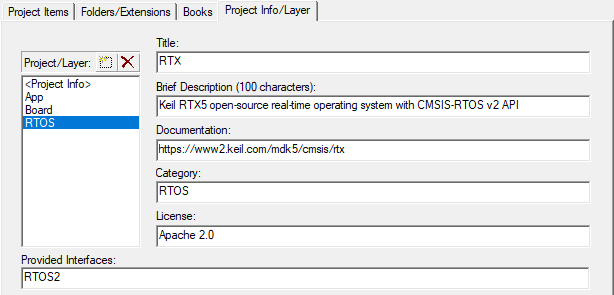 Project Items Folders/Extensions Books Project Info/Layer
Title:
Project/Layer:
RTX
<Project Info>
App
Board
RTOS
Brief Description (100 characters):
Keil RTX5 open-source real-time operating system with CMSIS-RTOS v2 API
Documentation:
https://www2.keil.com/mdk5/cmsis/rtx
Category:
RTOS
License:
Apache 2.0
Provided Interfaces:
RTOS2